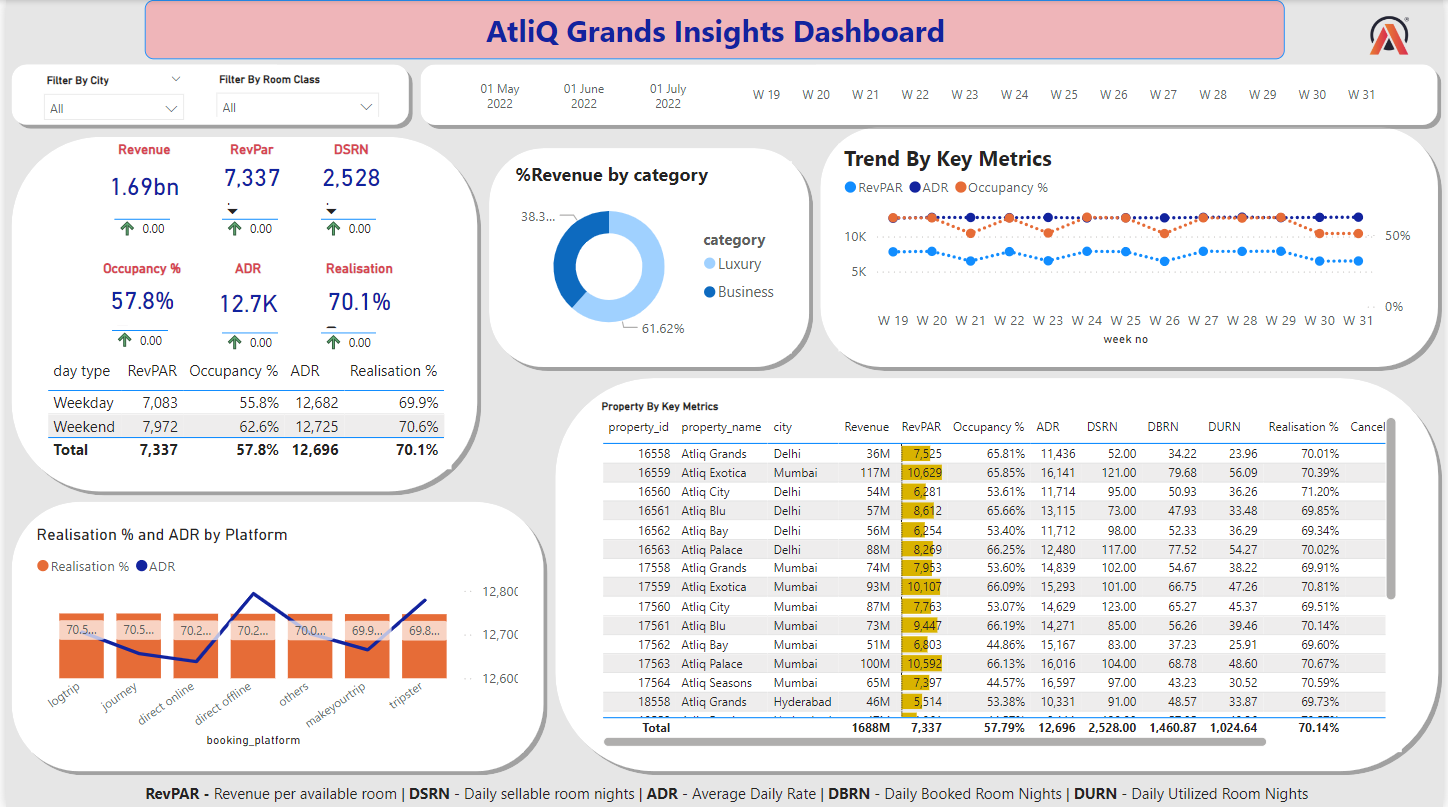 AtliQ Grands Insights Dashboard
Filter By City
All
Filter By Room Class
All
01 May 2022
01 June 2022
01 July 2022
W 19 W 20 W 21 W 22 W 23 W 24 W 25 W 26 W 27 W 28 W 29 W 30 W 31
Revenue RevPar DSRN
1.69bn 7,337 2,528
0.00 0.00 0.00
Occupancy % ADR Realisation
57.8% 12.7K 70.1%
0.00 0.00 0.00
day type RevPAR Occupancy % ADR Realisation %
Weekday 7,083 55.8% 12,682 69.9%
Weekend 7,972 62.6% 12,725 70.6%
Total 7,337 57.8% 12,696 70.1%
%Revenue by category
38.3...
61.62%
category
Luxury
Business
Trend By Key Metrics
RevPAR ADR Occupancy %
10K
5K
50%
0%
W 19 W 20 W 21 W 22 W 23 W 24 W 25 W 26 W 27 W 28 W 29 W 30 W 31
week no
Realisation % and ADR by Platform
Realisation % ADR
12,800
12,700
12,600
70.5... 70.5... 70.2... 70.2... 70.0... 69.9... 69.8...
logtrip journey direct online direct offline others makeyourtrip tripster
booking_platform
Property By Key Metrics
property_id property_name city Revenue RevPAR Occupancy % ADR DSRN DBRN DURN Realisation % Cancel
16558 Atliq Grands Delhi 36M 7,525 65.81% 11,436 52.00 34.22 23.96 70.01%
16559 Atliq Exotica Mumbai 117M 10,629 65.85% 16,141 121.00 79.68 56.09 70.39%
16560 Atliq City Delhi 54M 6,281 53.61% 11,714 95.00 50.93 36.26 71.20%
16561 Atliq Blu Delhi 57M 8,612 65.66% 13,115 73.00 47.93 33.48 69.85%
16562 Atliq Bay Delhi 56M 6,254 53.40% 11,712 98.00 52.33 36.29 69.34%
16563 Atliq Palace Delhi 88M 8,269 66.25% 12,480 117.00 77.52 54.27 70.02%
17558 Atliq Grands Mumbai 74M 7,953 53.60% 14,839 102.00 54.67 38.22 69.91%
17559 Atliq Exotica Mumbai 93M 10,107 66.09% 15,293 101.00 66.75 47.26 70.81%
17560 Atliq City Mumbai 87M 7,763 53.07% 14,629 123.00 65.27 45.37 69.51%
17561 Atliq Blu Mumbai 73M 9,447 66.19% 14,271 85.00 56.26 39.46 70.14%
17562 Atliq Bay Mumbai 51M 6,803 44.86% 15,167 83.00 37.23 25.91 69.60%
17563 Atliq Palace Mumbai 100M 10,592 66.13% 16,016 104.00 68.78 48.60 70.67%
17564 Atliq Seasons Mumbai 65M 7,397 44.57% 16,597 97.00 43.23 30.52 70.59%
18558 Atliq Grands Hyderabad 46M 5,514 53.38% 10,331 91.00 48.57 33.87 69.73%
Total 1688M 7,337 57.79% 12,696 2,528.00 1,460.87 1,024.64 70.14%
RevPAR - Revenue per available room | DSRN - Daily sellable room nights | ADR - Average Daily Rate | DBRN - Daily Booked Room Nights | DURN - Daily Utilized Room Nights